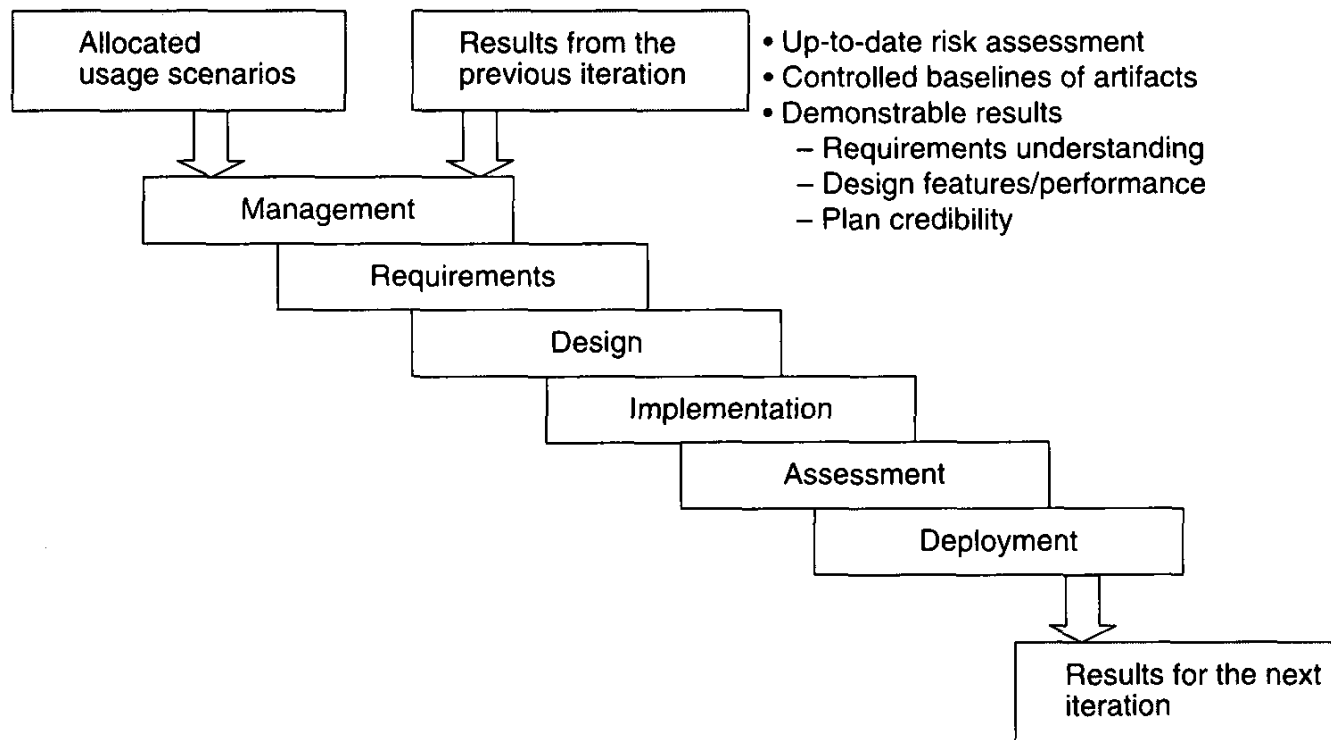 Allocated
usage scenarios
Results from the
previous iteration
• Up-to-date risk assessment
• Controlled baselines of artifacts
• Demonstrable results
– Requirements understanding
– Design features/performance
– Plan credibility
Management
Requirements
Design
Implementation
Assessment
Deployment
Results for the next
iteration